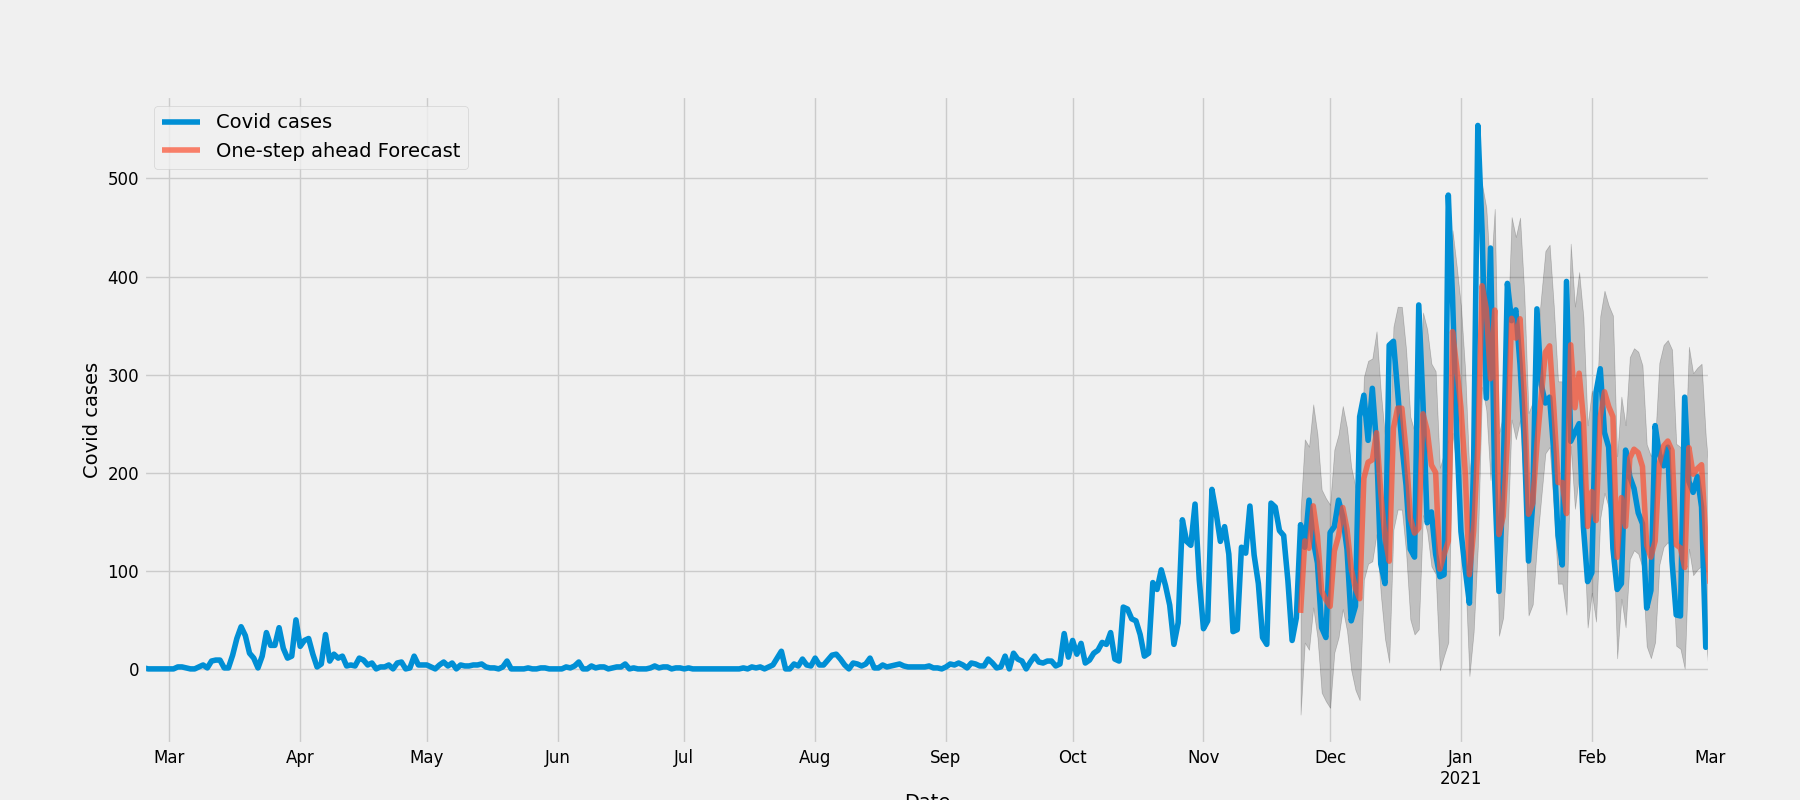 Covid cases
One-step ahead Forecast
500
400
300
200
100
0
Covid cases
Mar Apr May Jun Jul Aug Sep Oct Nov Dec Jan Feb Mar
2021
Date